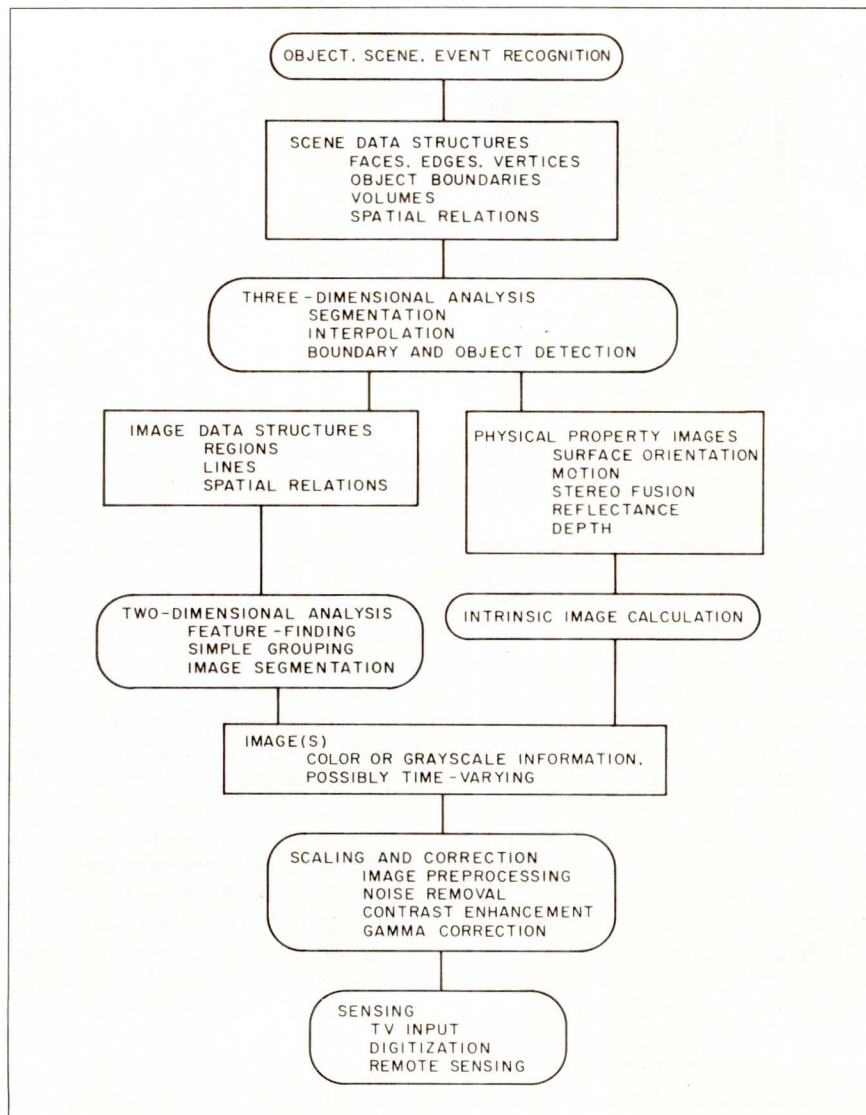 OBJECT, SCENE, EVENT RECOGNITION
SCENE DATA STRUCTURES
FACES, EDGES, VERTICES
OBJECT BOUNDARIES
VOLUMES
SPATIAL RELATIONS
THREE-DIMENSIONAL ANALYSIS
SEGMENTATION
INTERPOLATION
BOUNDARY AND OBJECT DETECTION
IMAGE DATA STRUCTURES
REGIONS
LINES
SPATIAL RELATIONS
PHYSICAL PROPERTY IMAGES
SURFACE ORIENTATION
MOTION
STEREO FUSION
REFLECTANCE
DEPTH
TWO-DIMENSIONAL ANALYSIS
FEATURE-FINDING
SIMPLE GROUPING
IMAGE SEGMENTATION
INTRINSIC IMAGE CALCULATION
IMAGE(S)
COLOR OR GRAYSCALE INFORMATION,
POSSIBLY TIME-VARYING
SCALING AND CORRECTION
IMAGE PREPROCESSING
NOISE REMOVAL
CONTRAST ENHANCEMENT
GAMMA CORRECTION
SENSING
TV INPUT
DIGITIZATION
REMOTE SENSING